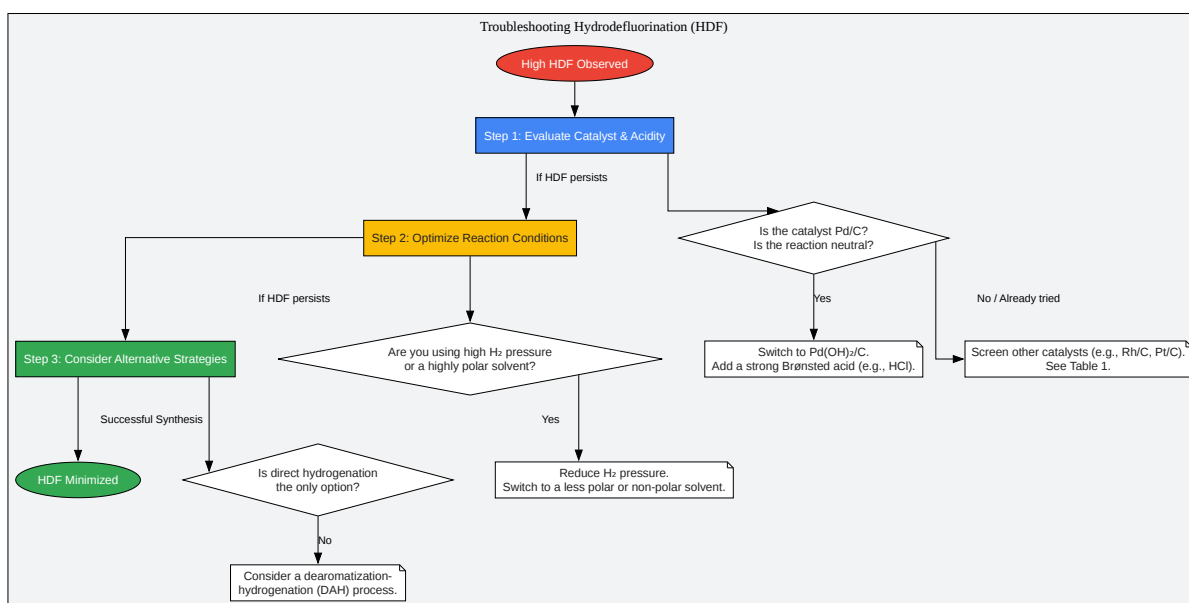 Troubleshooting Hydrodefluorination (HDF)
High HDF Observed
Step 1: Evaluate Catalyst & Acidity
If HDF persists
Step 2: Optimize Reaction Conditions
Is the catalyst Pd/C?
Is the reaction neutral?
If HDF persists
Yes
No / Already tried
Step 3: Consider Alternative Strategies
Are you using high H₂ pressure
or a highly polar solvent?
Switch to Pd(OH)₂/C.
Add a strong Brønsted acid (e.g., HCl).
Screen other catalysts (e.g., Rh/C, Pt/C).
See Table 1.
Successful Synthesis
Yes
HDF Minimized
Is direct hydrogenation
the only option?
Reduce H₂ pressure.
Switch to a less polar or non-polar solvent.
No
Consider a dearomatization-
hydrogenation (DAH) process.